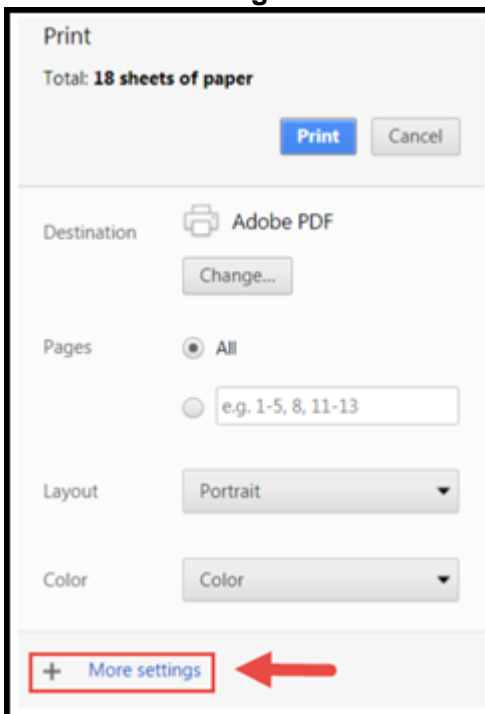 Print
Total: 18 sheets of paper
Print Cancel
Destination Adobe PDF
Change...
Pages All
e.g. 1-5, 8, 11-13
Layout Portrait
Color Color
+ More settings